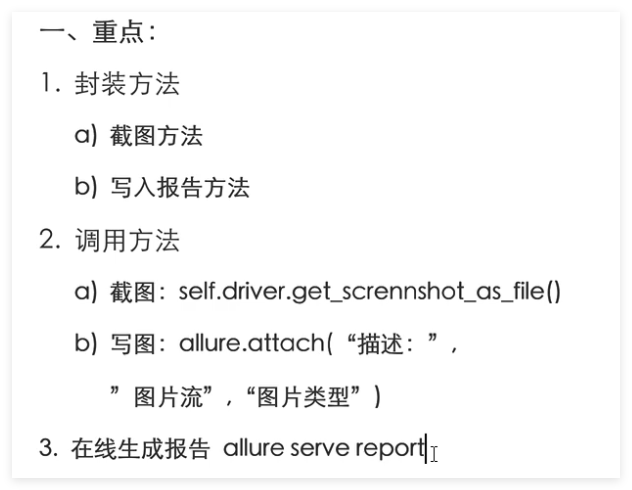 一、重点：
1. 封装方法
a) 截图方法
b) 写入报告方法
2. 调用方法
a) 截图：self.driver.get_scrennshot_as_file()
b) 写图：allure.attach(“描述：”,
”图片流”,“图片类型”)
3. 在线生成报告 allure serve report